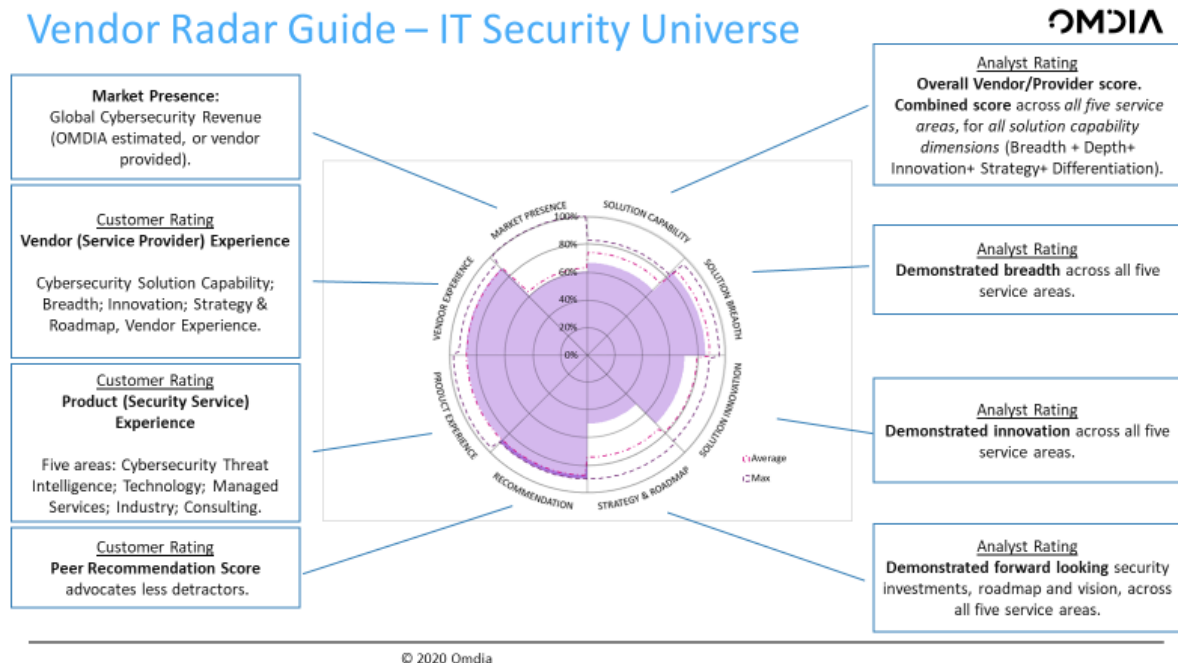 Vendor Radar Guide – IT Security Universe
OMDIA
Market Presence:
Global Cybersecurity Revenue
(OMDIA estimated, or vendor
provided).
Customer Rating
Vendor (Service Provider) Experience
Cybersecurity Solution Capability;
Breadth; Innovation; Strategy &
Roadmap, Vendor Experience.
Customer Rating
Product (Security Service)
Experience
Five areas: Cybersecurity Threat
Intelligence; Technology; Managed
Services; Industry; Consulting.
Customer Rating
Peer Recommendation Score
advocates less detractors.
MARKET PRESENCE
SOLUTION CAPABILITY
SOLUTION BREADTH
SOLUTION INNOVATION
STRATEGY & ROADMAP
RECOMMENDATION
PRODUCT EXPERIENCE
VENDOR EXPERIENCE
100%
80%
60%
40%
20%
0%
Average
Max
Analyst Rating
Overall Vendor/Provider score.
Combined score across all five service
areas, for all solution capability
dimensions (Breadth + Depth+
Innovation+ Strategy+ Differentiation).
Analyst Rating
Demonstrated breadth across all five
service areas.
Analyst Rating
Demonstrated innovation across all five
service areas.
Analyst Rating
Demonstrated forward looking security
investments, roadmap and vision, across
all five service areas.
© 2020 Omdia